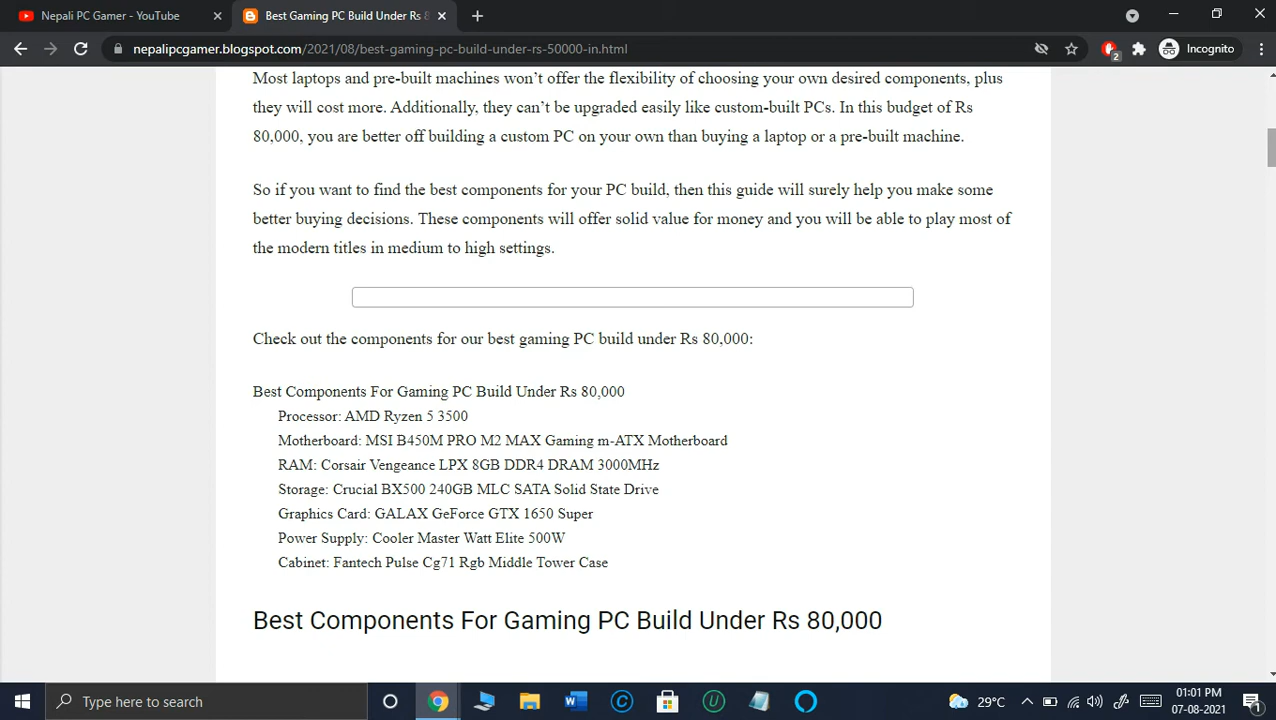 Nepali PC Gamer - YouTube
Best Gaming PC Build Under Rs 8
nepalipcgamer.blogspot.com/2021/08/best-gaming-pc-build-under-rs-50000-in.html
2
Incognito
Most laptops and pre-built machines won't offer the flexibility of choosing your own desired components, plus
they will cost more. Additionally, they can't be upgraded easily like custom-built PCs. In this budget of Rs
80,000, you are better off building a custom PC on your own than buying a laptop or a pre-built machine.
So if you want to find the best components for your PC build, then this guide will surely help you make some
better buying decisions. These components will offer solid value for money and you will be able to play most of
the modern titles in medium to high settings.
Check out the components for our best gaming PC build under Rs 80,000:
Best Components For Gaming PC Build Under Rs 80,000
Processor: AMD Ryzen 5 3500
Motherboard: MSI B450M PRO M2 MAX Gaming m-ATX Motherboard
RAM: Corsair Vengeance LPX 8GB DDR4 DRAM 3000MHz
Storage: Crucial BX500 240GB MLC SATA Solid State Drive
Graphics Card: GALAX GeForce GTX 1650 Super
Power Supply: Cooler Master Watt Elite 500W
Cabinet: Fantech Pulse Cg71 Rgb Middle Tower Case
Best Components For Gaming PC Build Under Rs 80,000
Type here to search
29°C
01:01 PM
07-08-2021
1